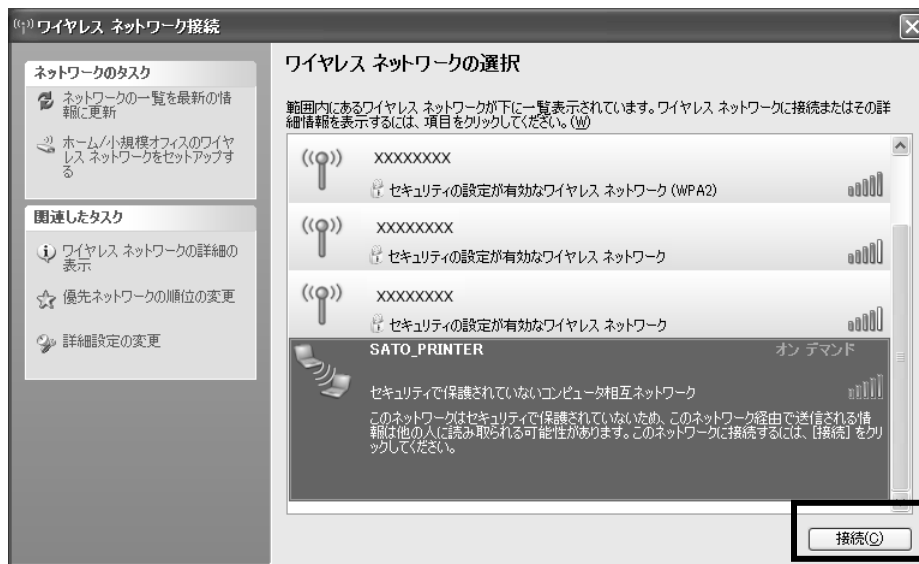 ワイヤレス ネットワーク接続
ネットワークのタスク
ネットワークの一覧を最新の情
報に更新
ホーム/小規模オフィスのワイヤ
レス ネットワークをセットアップす
る
関連したタスク
ワイヤレス ネットワークの詳細の
表示
優先ネットワークの順位の変更
詳細設定の変更
ワイヤレス ネットワークの選択
範囲内にあるワイヤレス ネットワークが下に一覧表示されています。ワイヤレス ネットワークに接続またはその詳
細情報を表示するには、項目をクリックしてください。(W)
XXXXXXXX
セキュリティの設定が有効なワイヤレス ネットワーク (WPA2)
XXXXXXXX
セキュリティの設定が有効なワイヤレス ネットワーク
XXXXXXXX
セキュリティの設定が有効なワイヤレス ネットワーク
SATO_PRINTER オン デマンド
セキュリティで保護されていないコンピュータ相互ネットワーク
このネットワークはセキュリティで保護されていないため、このネットワーク経由で送信される情
報は他の人に読み取られる可能性があります。このネットワークに接続するには、[接続] をクリ
ックしてください。
接続(C)